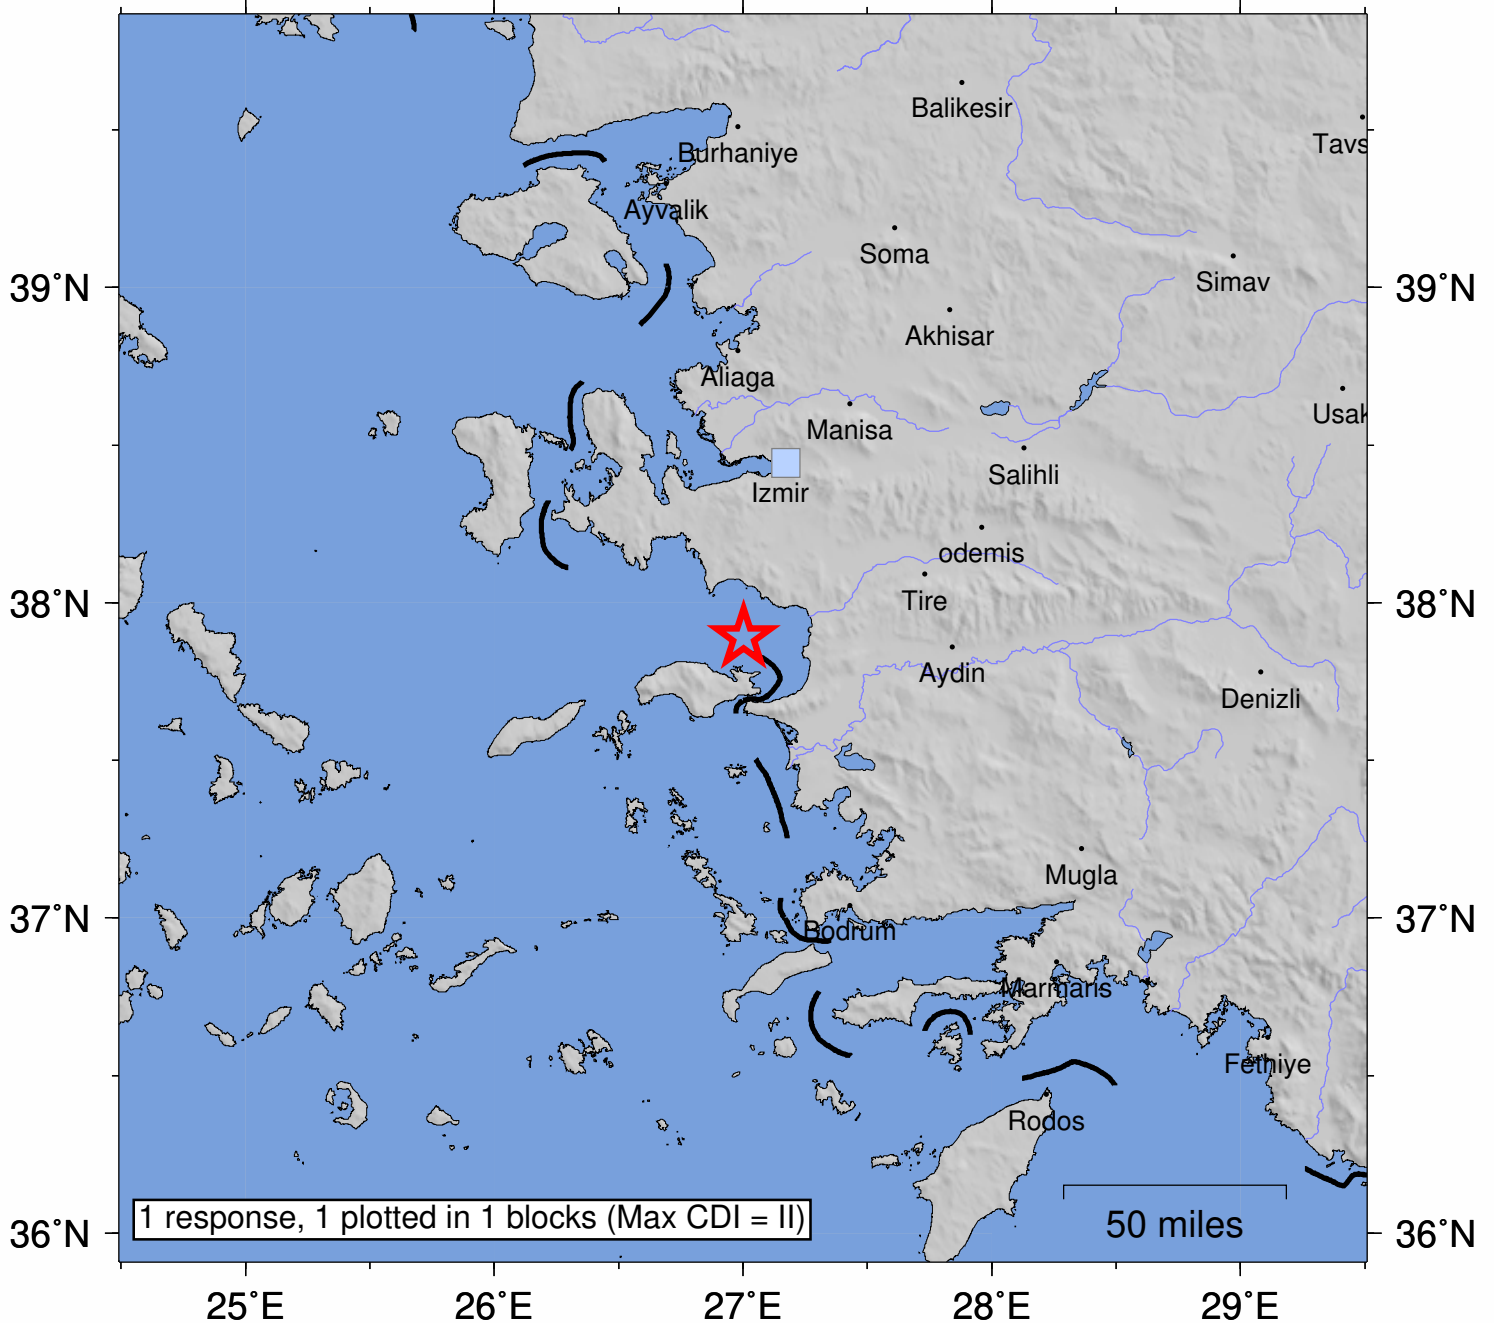 Balikesir
Tavs
Burhaniye
Ayvalik
Soma
Simav
39˚N
39˚N
Akhisar
Aliaga
Usak
Manisa
Salihli
Izmir
odemis
38˚N
38˚N
Tire
Aydin
Denizli
Mugla
37˚N
37˚N
Bodrum
Marmaris
Fethiye
Rodos
1 response, 1 plotted in 1 blocks (Max CDI = II)
50 miles
36˚N
36˚N
25˚E
26˚E
27˚E
28˚E
29˚E